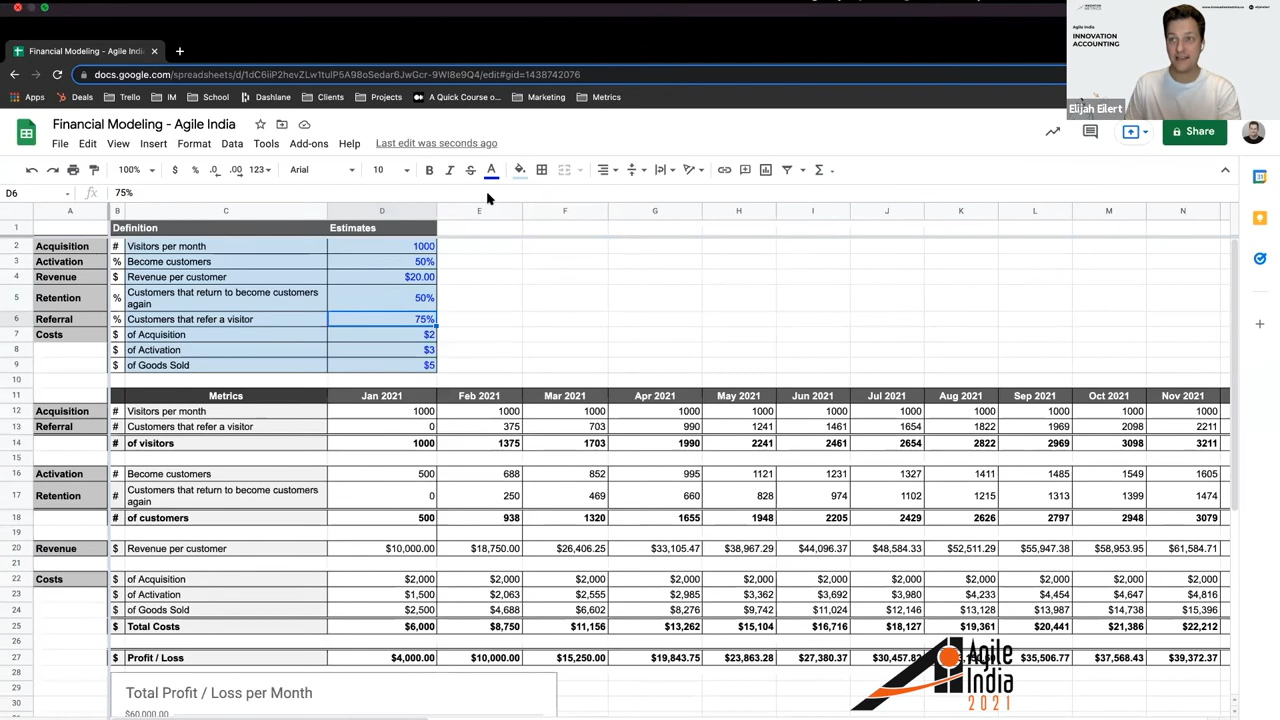 Financial Modeling - Agile Indi
docs.google.com/spreadsheets/d/1dC6iiP2hevZLw1tulP5A98oSedar6JwGcr-9WI8e9Q4/edit#gid=1438742076
Apps Deals Trello IM School Dashlane Clients Projects A Quick Course o... Marketing Metrics
Agile India
INNOVATION
ACCOUNTING
Elijah Eilert
Financial Modeling - Agile India
File Edit View Insert Format Data Tools Add-ons Help Last edit was seconds ago
Share
100% $ % .0 .00 123 Arial 10 B I S A
D6 fx 75%
A B C D E F G H I J K L M N
1 Definition Estimates
2 Acquisition # Visitors per month 1000
3 Activation % Become customers 50%
4 Revenue $ Revenue per customer $20.00
5 Retention % Customers that return to become customers again 50%
6 Referral % Customers that refer a visitor 75%
7 Costs $ of Acquisition $2
8 $ of Activation $3
9 $ of Goods Sold $5
10
11 Metrics Jan 2021 Feb 2021 Mar 2021 Apr 2021 May 2021 Jun 2021 Jul 2021 Aug 2021 Sep 2021 Oct 2021 Nov 2021
12 Acquisition # Visitors per month 1000 1000 1000 1000 1000 1000 1000 1000 1000 1000 1000
13 Referral # Customers that refer a visitor 0 375 703 990 1241 1461 1654 1822 1969 2098 2211
14 # of visitors 1000 1375 1703 1990 2241 2461 2654 2822 2969 3098 3211
15
16 Activation # Become customers 500 688 852 995 1121 1231 1327 1411 1485 1549 1605
17 Retention # Customers that return to become customers again 0 250 469 660 828 974 1102 1215 1313 1399 1474
18 # of customers 500 938 1320 1655 1948 2205 2429 2626 2797 2948 3079
19
20 Revenue $ Revenue per customer $10,000.00 $18,750.00 $26,406.25 $33,105.47 $38,967.29 $44,096.37 $48,584.33 $52,511.29 $55,947.38 $58,953.95 $61,584.71
21
22 Costs $ of Acquisition $2,000 $2,000 $2,000 $2,000 $2,000 $2,000 $2,000 $2,000 $2,000 $2,000 $2,000
23 $ of Activation $1,500 $2,063 $2,555 $2,985 $3,362 $3,692 $3,980 $4,233 $4,454 $4,647 $4,816
24 $ of Goods Sold $2,500 $4,688 $6,602 $8,276 $9,742 $11,024 $12,146 $13,128 $13,987 $14,738 $15,396
25 $ Total Costs $6,000 $8,750 $11,156 $13,262 $15,104 $16,716 $18,127 $19,361 $20,441 $21,386 $22,212
26
27 $ Profit / Loss $4,000.00 $10,000.00 $15,250.00 $19,843.75 $23,863.28 $27,380.37 $30,457.82 $35,506.77 $37,568.43 $39,372.37
28
29
30
Total Profit / Loss per Month
$60,000.00
Agile
India
2021